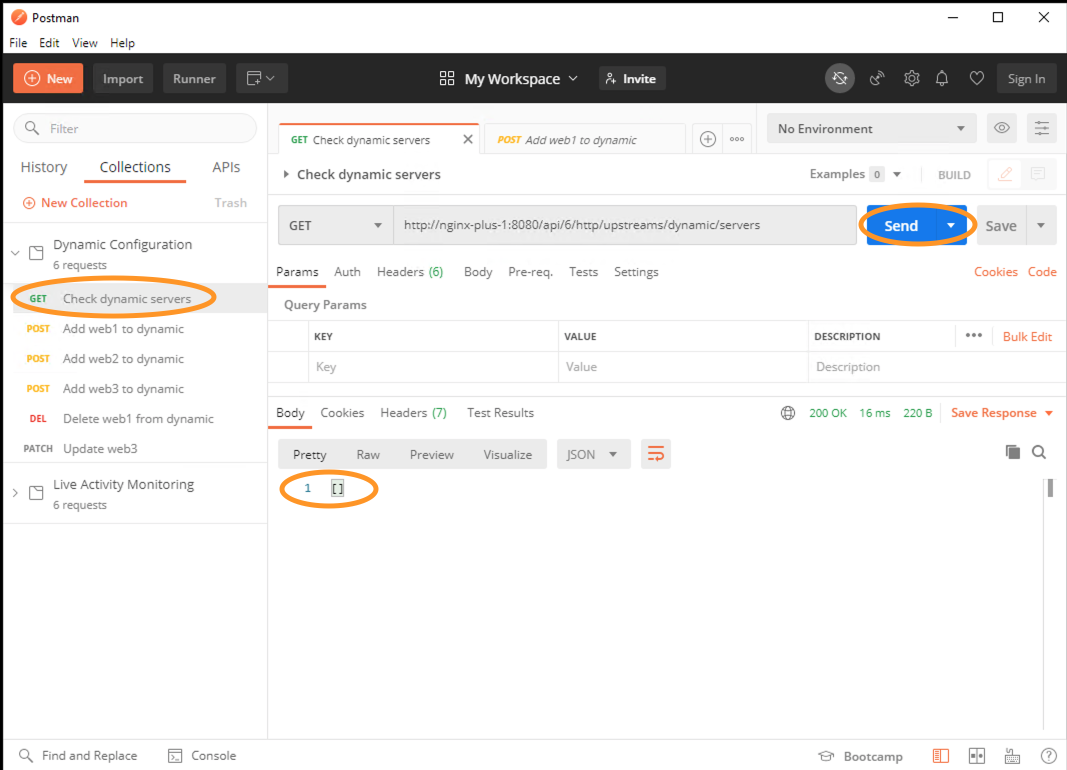 Postman
File Edit View Help
New Import Runner My Workspace Invite Sign In
Filter
History Collections APIs
New Collection Trash
Dynamic Configuration
6 requests
GET Check dynamic servers
POST Add web1 to dynamic
POST Add web2 to dynamic
POST Add web3 to dynamic
DEL Delete web1 from dynamic
PATCH Update web3
Live Activity Monitoring
6 requests
GET Check dynamic servers POST Add web1 to dynamic No Environment
Check dynamic servers Examples 0 BUILD
GET http://nginx-plus-1:8080/api/6/http/upstreams/dynamic/servers Send Save
Params Auth Headers (6) Body Pre-req. Tests Settings Cookies Code
Query Params
KEY VALUE DESCRIPTION Bulk Edit
Key Value Description
Body Cookies Headers (7) Test Results 200 OK 16 ms 220 B Save Response
Pretty Raw Preview Visualize JSON
1 []
Find and Replace Console Bootcamp